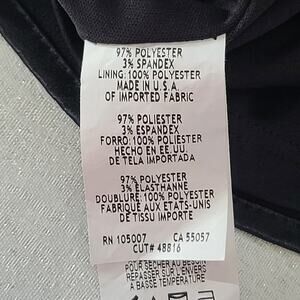 97% POLYESTER
3% SPANDEX
LINING: 100% POLYESTER
MADE IN U.S.A.
OF IMPORTED FABRIC
97% POLIESTER
3% ESPANDEX
FORRO: 100% POLIESTER
HECHO EN EE.UU.
DE TELA IMPORTADA
97% POLYESTER
3% ELASTHANNE
DOUBLURE: 100% POLYESTER
FABRIQUE AUX ETATS-UNIS
DE TISSU IMPORTE
RN 105007 CA 55057
CUT# 48816
POUR SECHER AU BESOIN
REPASSER SUR L'ENVERS
A BASSE TEMPERATURE